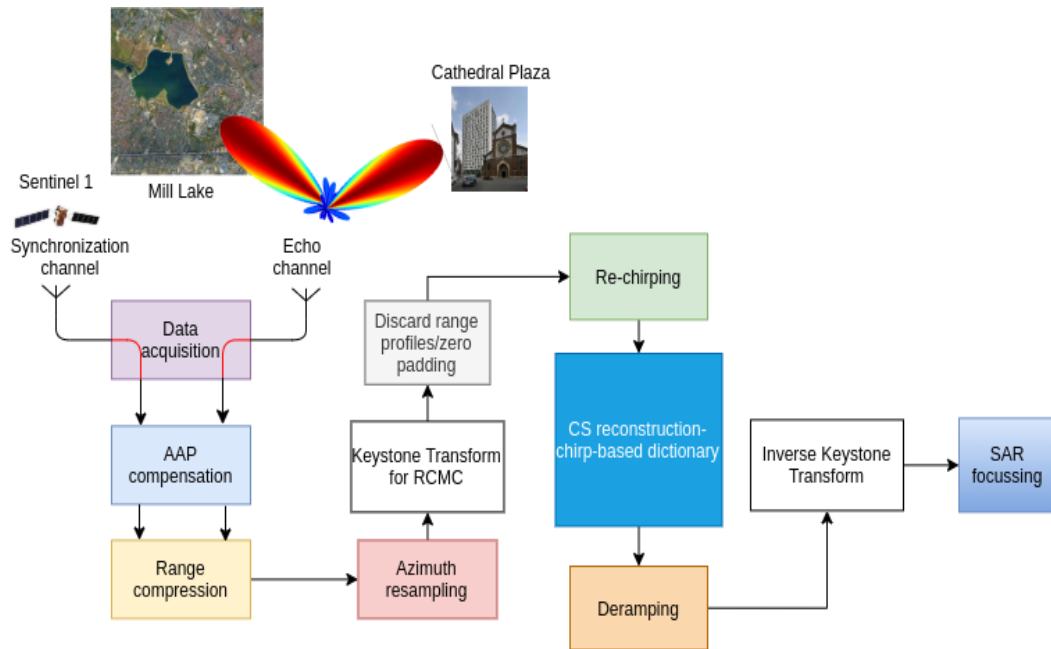 Cathedral Plaza
Sentinel 1
Mill Lake
Synchronization
channel
Echo
channel
Data
acquisition
AAP
compensation
Range
compression
Azimuth
resampling
Keystone Transform
for RCMC
Discard range
profiles/zero
padding
Re-chirping
CS reconstruction-
chirp-based dictionary
Deramping
Inverse Keystone
Transform
SAR
focussing